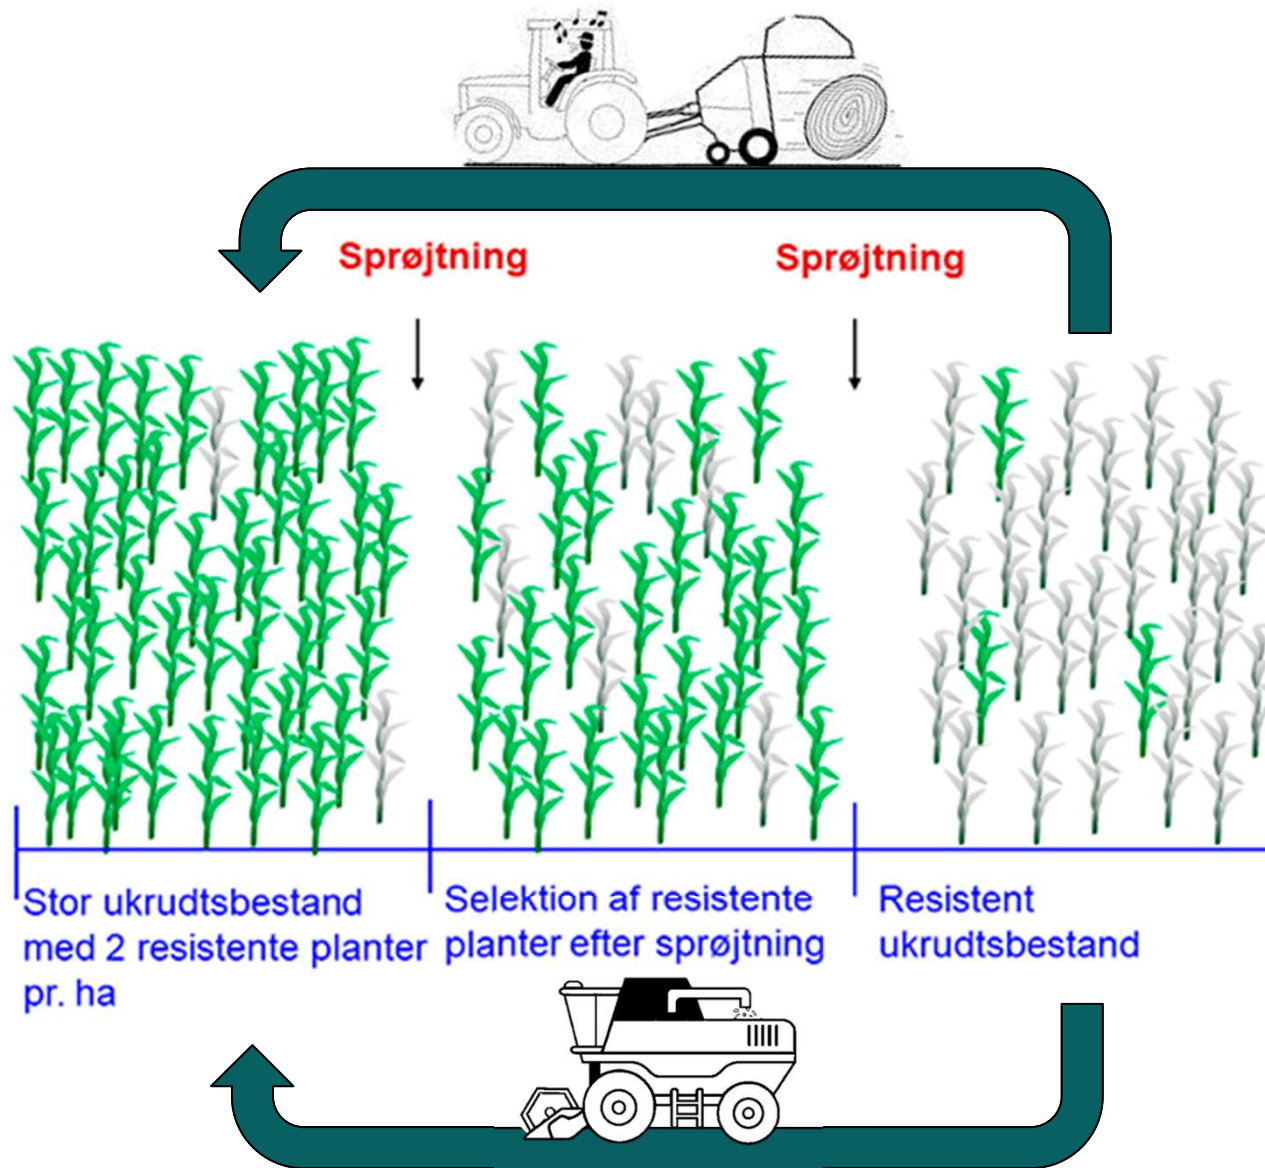 Sprøjtning
Sprøjtning
Stor ukrudtsbestand
med 2 resistente planter
pr. ha
Selektion af resistente
planter efter sprøjtning
Resistent
ukrudtsbestand